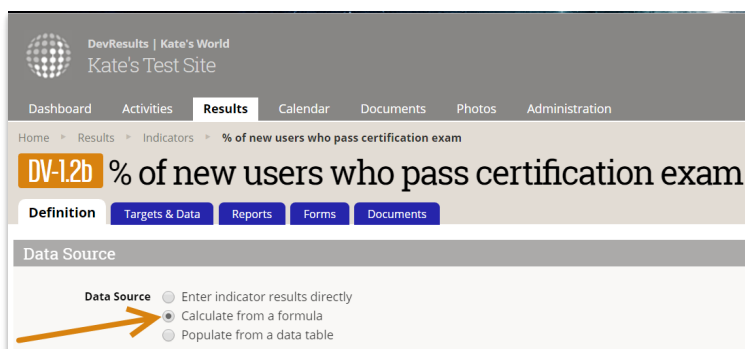 DevResults | Kate's World
Kate's Test Site
Dashboard Activities Results Calendar Documents Photos Administration
Home Results Indicators % of new users who pass certification exam
DV-1.2b % of new users who pass certification exam
Definition Targets & Data Reports Forms Documents
Data Source
Data Source Enter indicator results directly
Calculate from a formula
Populate from a data table